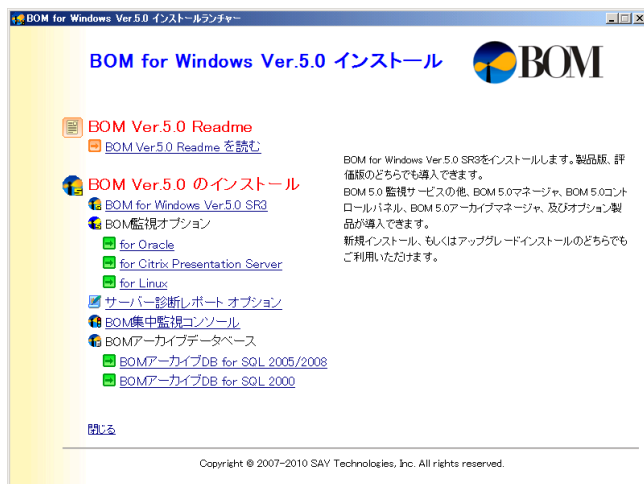 BOM for Windows Ver.5.0 インストールランチャー
BOM for Windows Ver.5.0 インストール
BOM
BOM Ver.5.0 Readme
BOM Ver.5.0 Readme を読む
BOM Ver.5.0 のインストール
BOM for Windows Ver.5.0 SR3
BOM監視オプション
for Oracle
for Citrix Presentation Server
for Linux
サーバー診断レポート オプション
BOM集中監視コンソール
BOMアーカイブデータベース
BOMアーカイブDB for SQL 2005/2008
BOMアーカイブDB for SQL 2000
BOM for Windows Ver.5.0 SR3をインストールします。製品版、評
価版のどちらでも導入できます。
BOM 5.0 監視サービスの他、BOM 5.0マネージャ、BOM 5.0コント
ロールパネル、BOM 5.0アーカイブマネージャ、及びオプション製
品が導入できます。
新規インストール、もしくはアップグレードインストールのどちらでも
ご利用いただけます。
閉じる
Copyright © 2007-2010 SAY Technologies, Inc. All rights reserved.